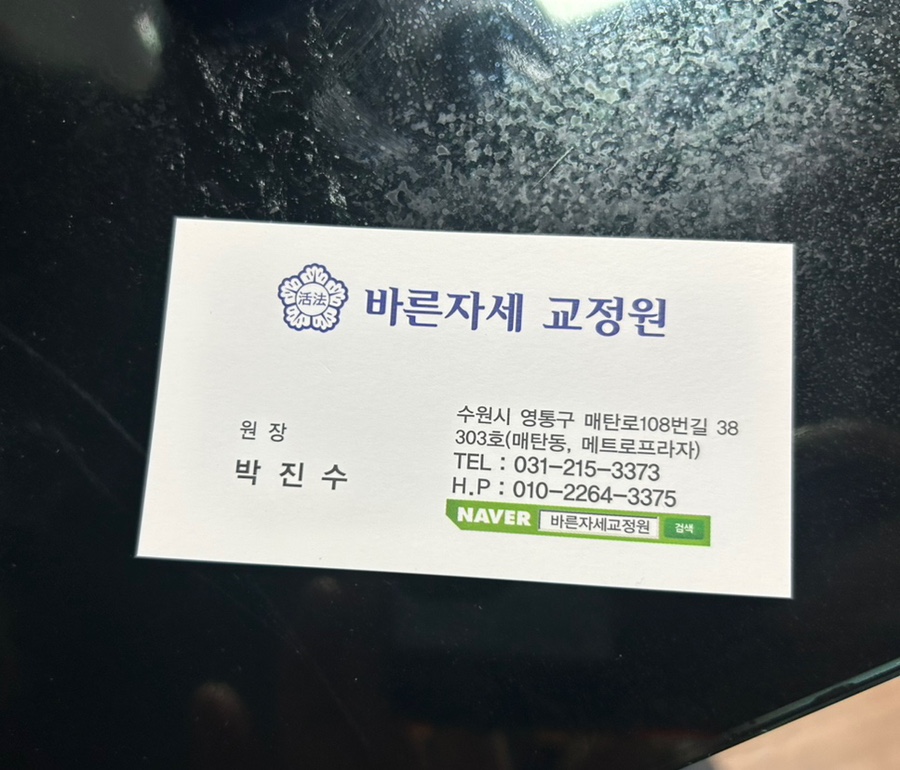 活法
바른자세 교정원
원장
박진수
수원시 영통구 매탄로108번길 38
303호(매탄동, 메트로프라자)
TEL : 031-215-3373
H.P : 010-2264-3375
NAVER 바른자세교정원 검색